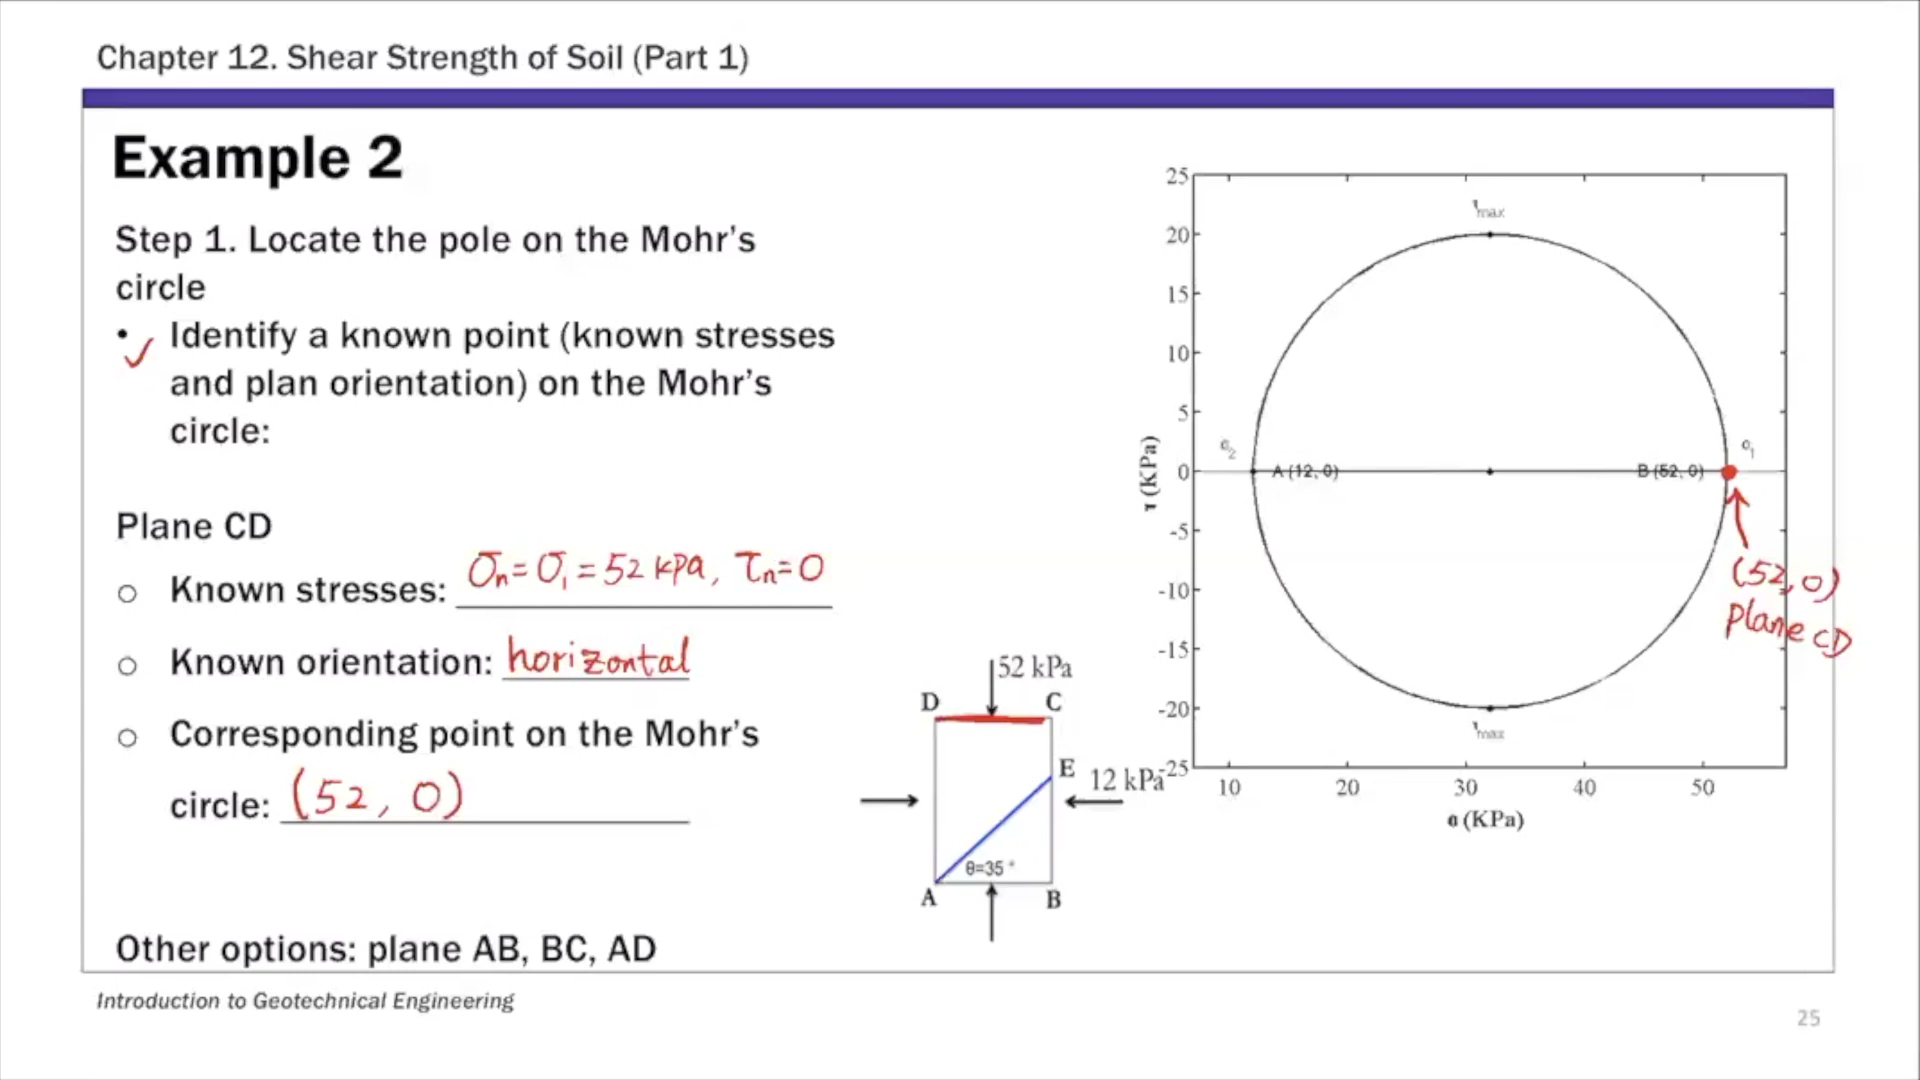 Chapter 12. Shear Strength of Soil (Part 1)
Example 2
Step 1. Locate the pole on the Mohr's
circle
• Identify a known point (known stresses
and plan orientation) on the Mohr's
circle:
Plane CD
○ Known stresses: σn = σ1 = 52 kPa, τn = 0
○ Known orientation: horizontal
○ Corresponding point on the Mohr's
circle: (52, 0)
Other options: plane AB, BC, AD
52 kPa
D C
E
12 kPa
θ=35 °
A B
25
20
15
10
5
0
-5
-10
-15
-20
-25
10 20 30 40 50
τ (KPa)
σ (KPa)
τmax
σ2
σ1
A (12, 0)
B (52, 0)
τmax
(52, 0)
plane CD
Introduction to Geotechnical Engineering
25